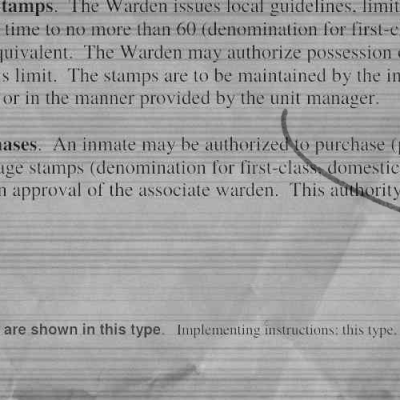 tamps. The Warden issues local guidelines, limit
time to no more than 60 (denomination for first-c
quivalent. The Warden may authorize possession
s limit. The stamps are to be maintained by the in
or in the manner provided by the unit manager.
ases. An inmate may be authorized to purchase (p
age stamps (denomination for first-class, domestic
n approval of the associate warden. This authority
are shown in this type. Implementing instructions: this type.